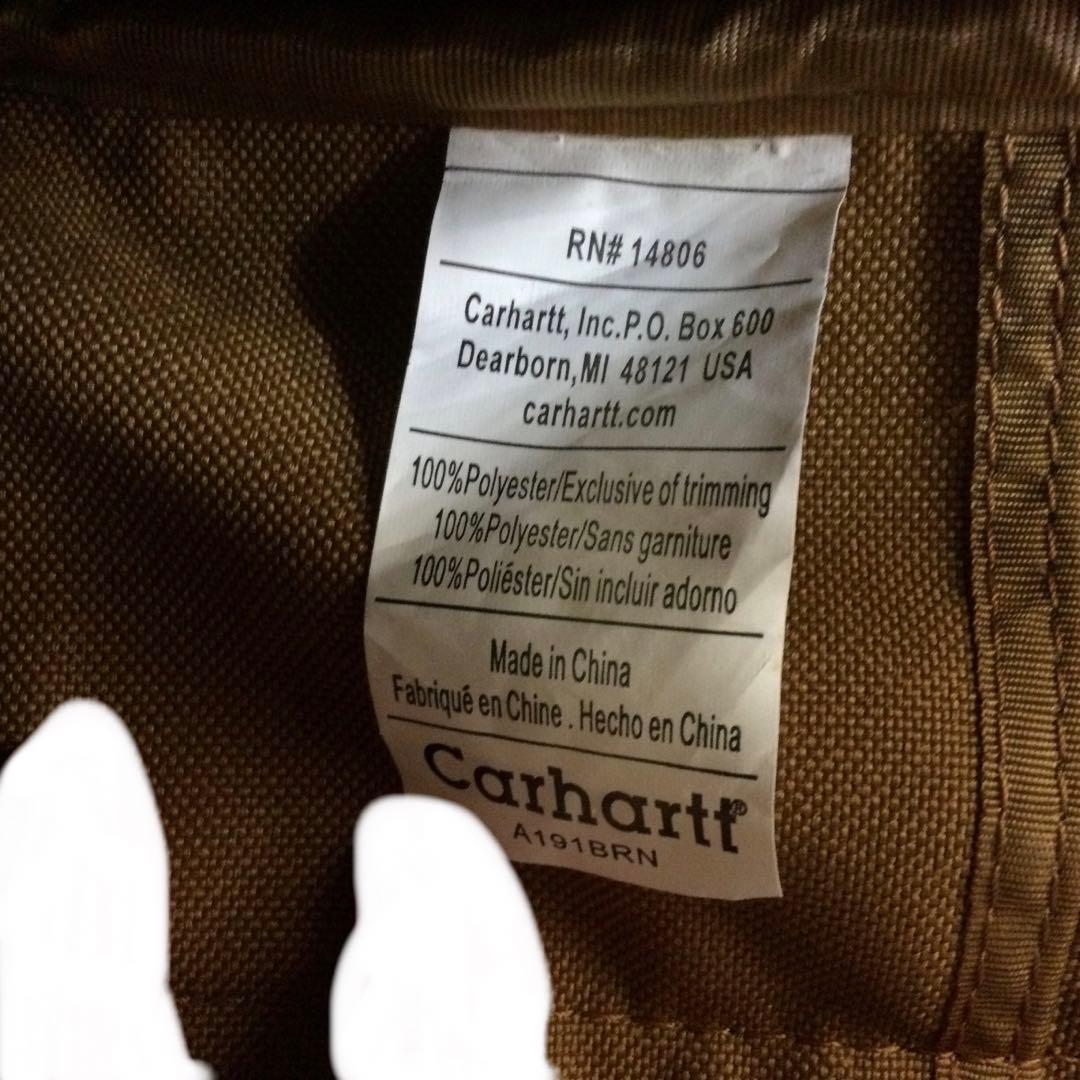 RN# 14806
Carhartt, Inc.P.O. Box 600
Dearborn,MI 48121 USA
carhartt.com
100%Polyester/Exclusive of trimming
100%Polyester/Sans garniture
100%Poliéster/Sin incluir adorno
Made in China
Fabriqué en Chine . Hecho en China
Carhartt®
A191BRN